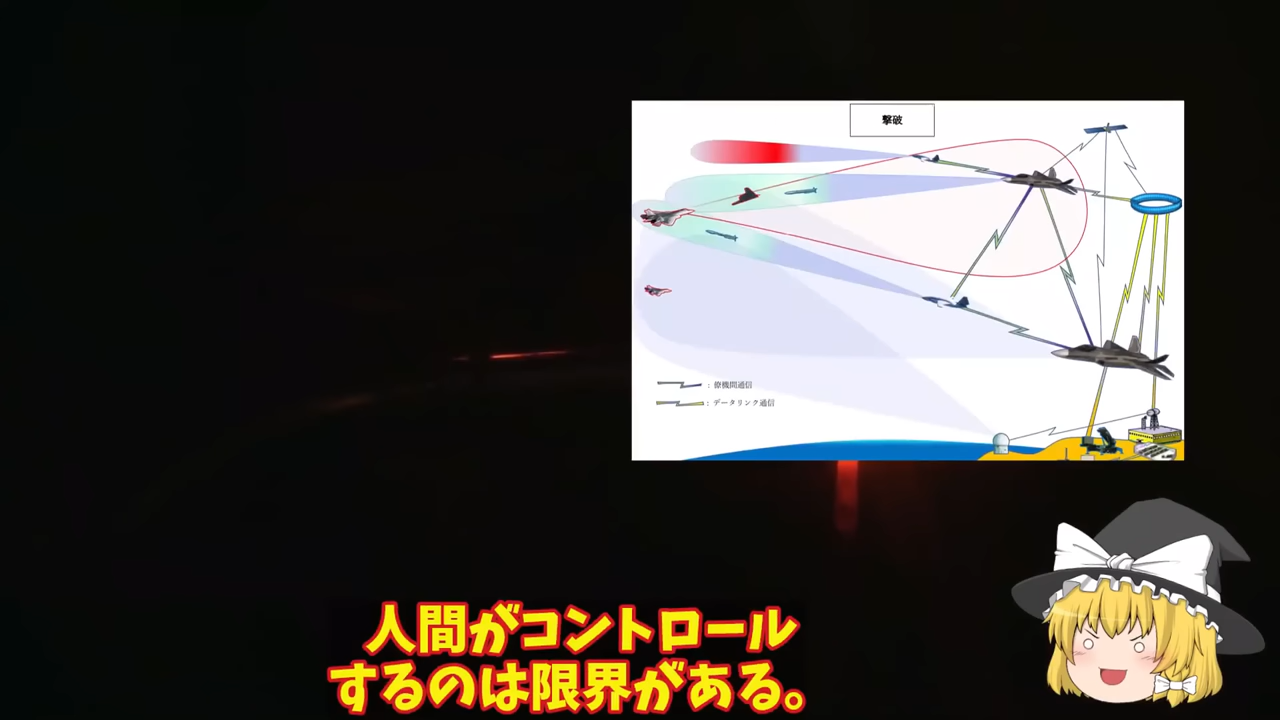 撃破
：僚機間通信
：データリンク通信
人間がコントロール
するのは限界がある。